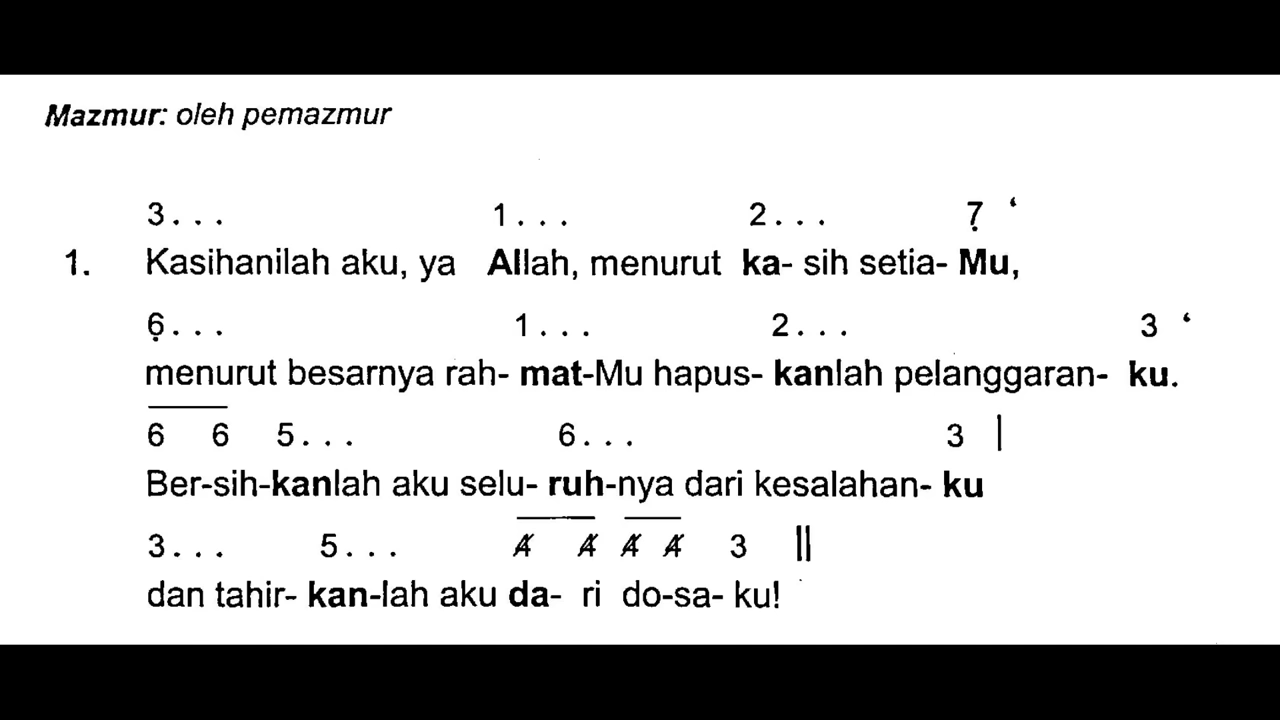 Mazmur: oleh pemazmur
3 . . . 1 . . . 2 . . . 7̣ ‘
1. Kasihanilah aku, ya Allah, menurut ka- sih setia- Mu,
6̣ . . . 1 . . . 2 . . . 3 ‘
menurut besarnya rah- mat-Mu hapus- kanlah pelanggaran- ku.
6 6 5 . . . 6 . . . 3 |
Ber-sih-kanlah aku selu- ruh-nya dari kesalahan- ku
3 . . . 5 . . . 4̸ 4̸ 4̸ 4̸ 3 ||
dan tahir- kan-lah aku da- ri do-sa- ku!